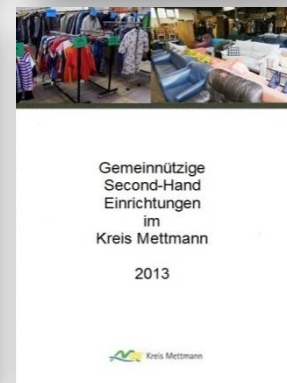 Gemeinnützige
Second-Hand
Einrichtungen
im
Kreis Mettmann
2013
Kreis Mettmann